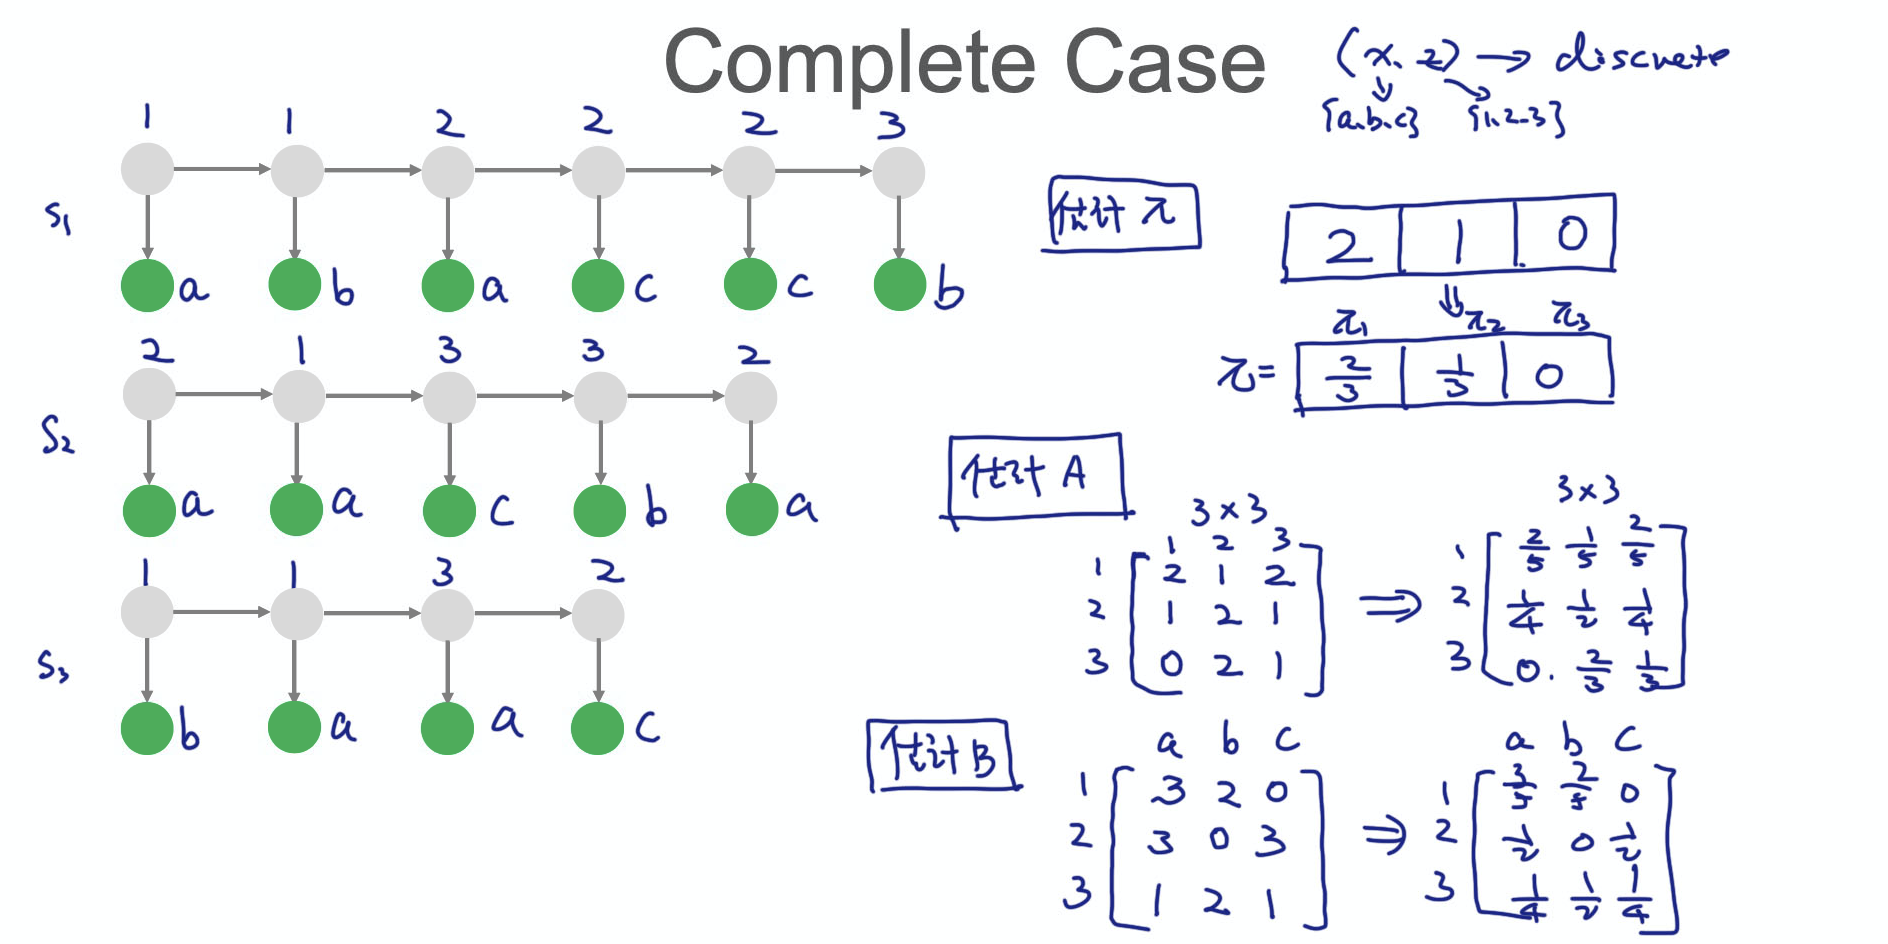 Complete Case
(x, z) → discrete
{a,b,c} {1,2,3}
1 1 2 2 2 3
S1
a b a c c b
2 1 3 3 2
S2
a a c b a
1 1 3 2
S3
b a a c
估计 π
2 1 0
π1 π2 π3
π = 2/3 1/3 0
估计 A
3×3 3×3
1 2 3
1 2 1 2 ⇒ 1 2/5 1/5 2/5
2 1 2 1 2 1/4 1/2 1/4
3 0 2 1 3 0. 2/3 1/3
估计 B
a b c a b c
1 3 2 0 1 3/5 2/5 0
2 3 0 3 ⇒ 2 1/2 0 1/2
3 1 2 1 3 1/4 1/2 1/4